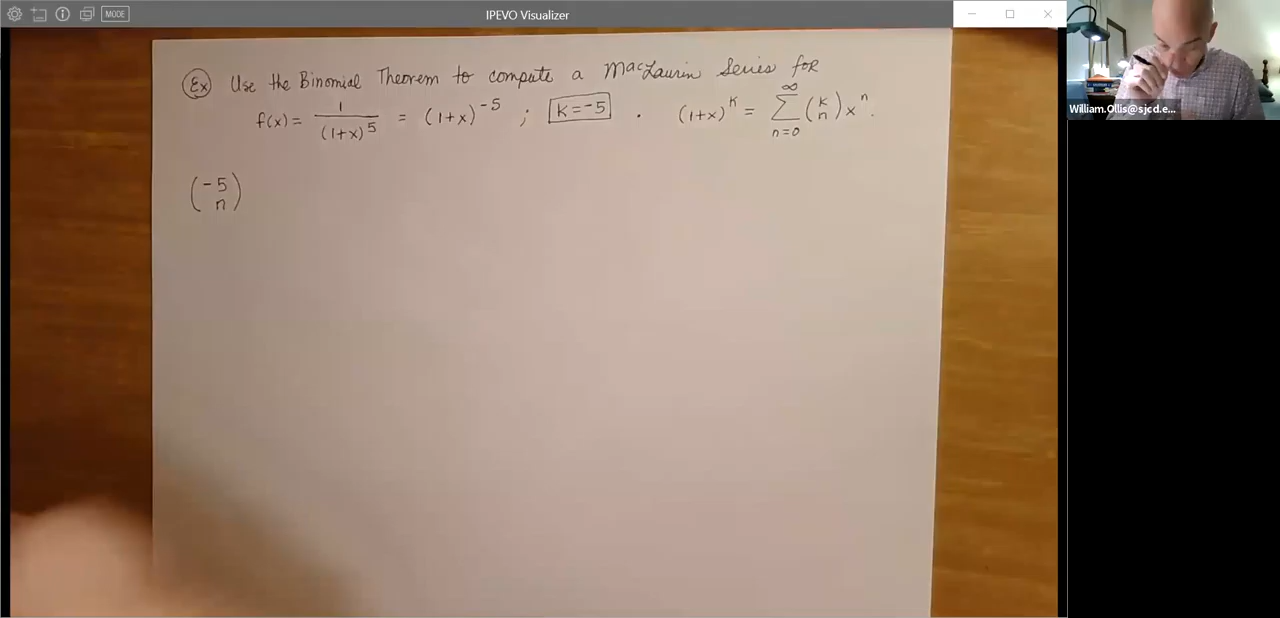 MODE
IPEVO Visualizer
Ex Use the Binomial Theorem to compute a MacLaurin Series for
f(x) = 1/(1+x)^5 = (1+x)^-5 ; k = -5 . (1+x)^k = ∑_{n=0}^{∞} (k n) x^n.
(-5 n)
William.Ollis@sjcd.e...